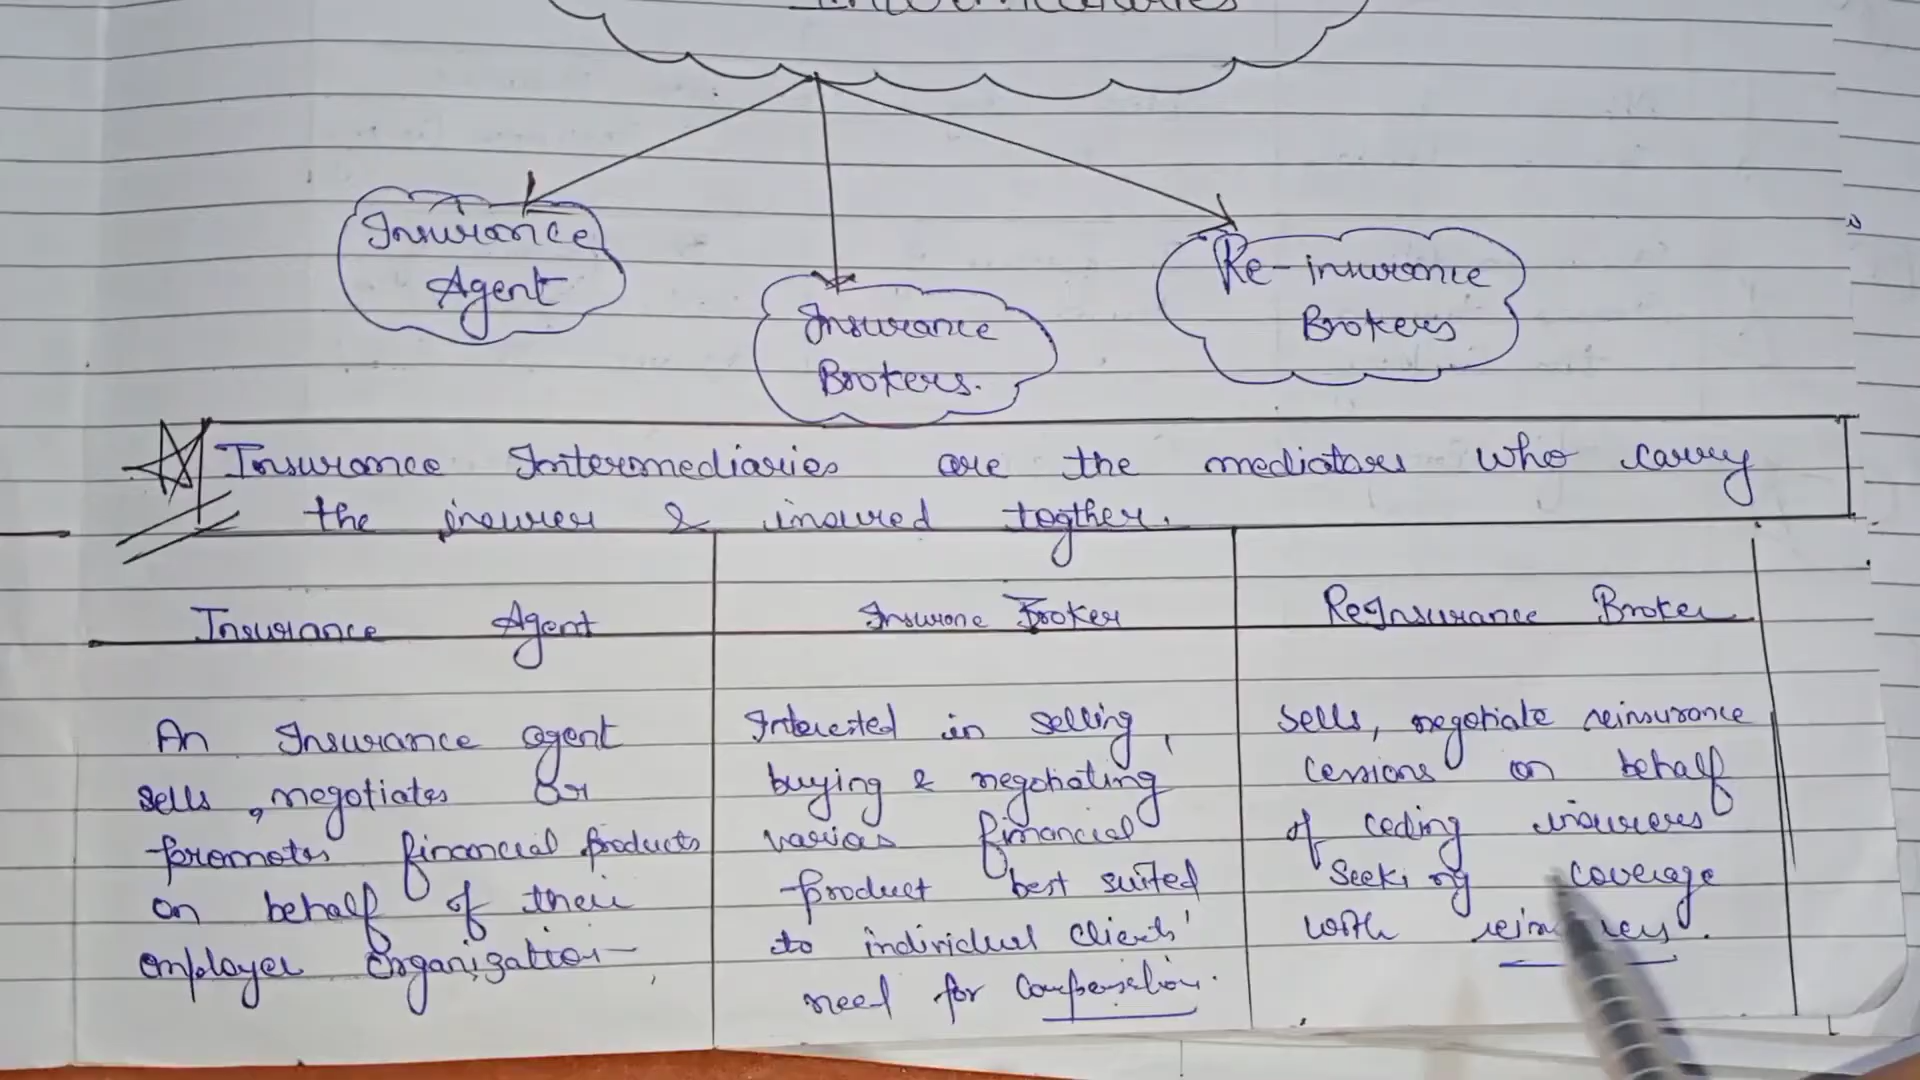 Intermediaries
Insurance
Agent
Insurance
Brokers.
Re-insurance
Brokers
Insurance Intermediaries are the mediators who carry
the insurer & insured togther.
Insurance Agent
An Insurance agent
sells, negotiates or
promotes financial products
on behalf of their
employer Organization
Insurane Broker
Interested in selling,
buying & negotiating
varios financial
product best suited
to individual clients'
need for compensation.
ReInsurance Broker
sells, negotiate reinsurance
cessions on behalf
of ceding insurers
seeking coverage
with